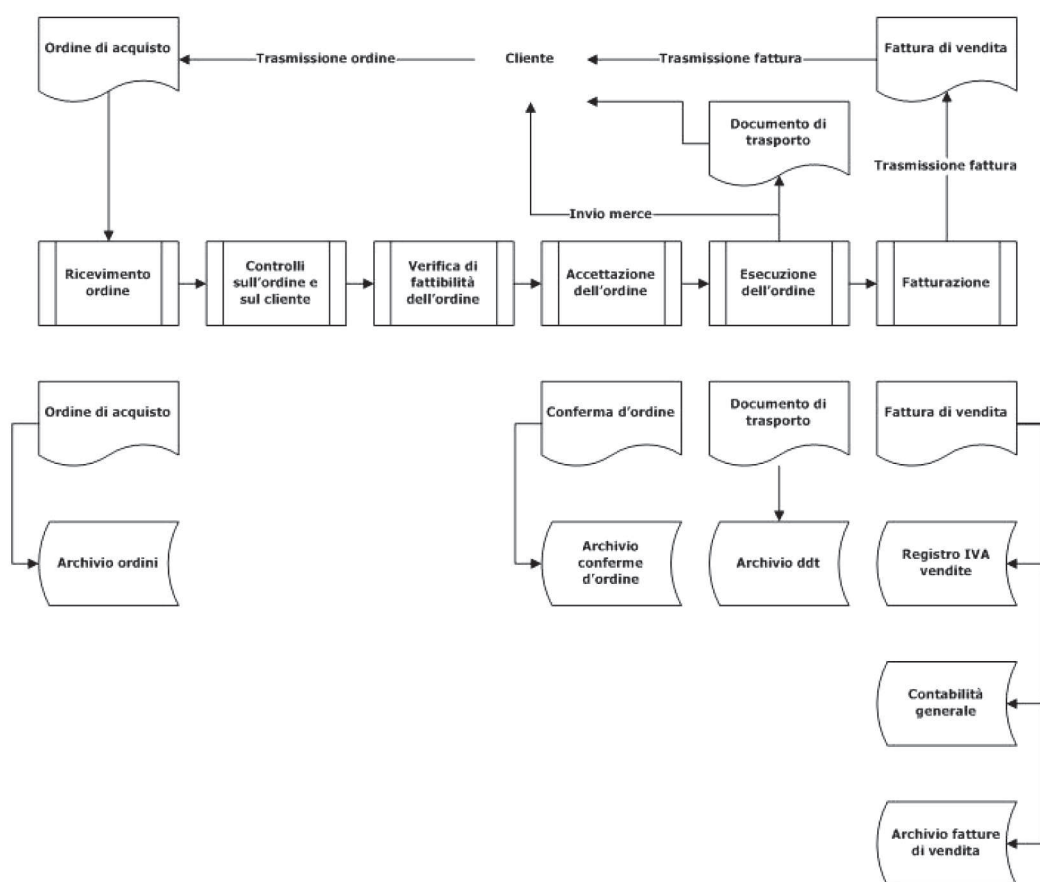 Ordine di acquisto
Trasmissione ordine
Cliente
Trasmissione fattura
Fattura di vendita
Documento di
trasporto
Trasmissione fattura
Invio merce
Ricevimento
ordine
Controlli
sull'ordine e
sul cliente
Verifica di
fattibilità
dell'ordine
Accettazione
dell'ordine
Esecuzione
dell'ordine
Fatturazione
Ordine di acquisto
Conferma d'ordine
Documento di
trasporto
Fattura di vendita
Archivio ordini
Archivio
conferme
d'ordine
Archivio ddt
Registro IVA
vendite
Contabilità
generale
Archivio fatture
di vendita